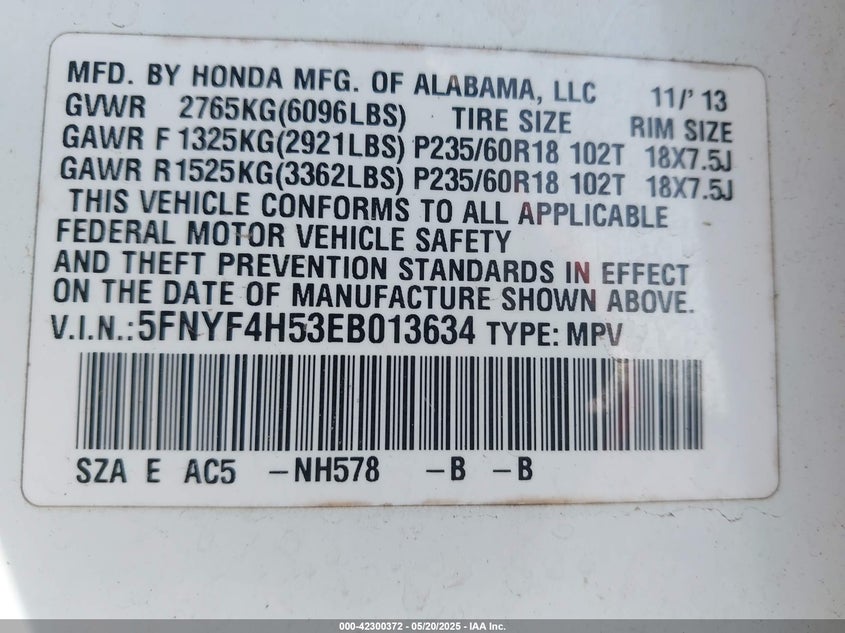 MFD. BY HONDA MFG. OF ALABAMA, LLC 11/' 13
GVWR 2765KG(6096LBS) TIRE SIZE RIM SIZE
GAWR F 1325KG(2921LBS) P235/60R18 102T 18X7.5J
GAWR R1525KG(3362LBS) P235/60R18 102T 18X7.5J
THIS VEHICLE CONFORMS TO ALL APPLICABLE
FEDERAL MOTOR VEHICLE SAFETY
AND THEFT PREVENTION STANDARDS IN EFFECT
ON THE DATE OF MANUFACTURE SHOWN ABOVE.
V.I.N.:5FNYF4H53EB013634 TYPE: MPV
SZA E AC5 -NH578 -B -B
000-42300372 — 05/20/2025 — IAA Inc.